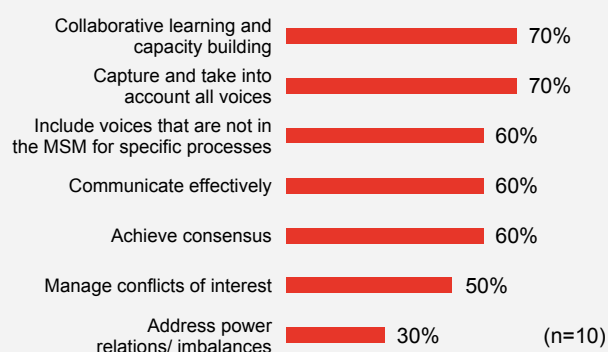 Collaborative learning and
capacity building
70%
Capture and take into
account all voices
70%
Include voices that are not in
the MSM for specific processes
60%
Communicate effectively
60%
Achieve consensus
60%
Manage conflicts of interest
50%
Address power
relations/ imbalances
30%
(n=10)